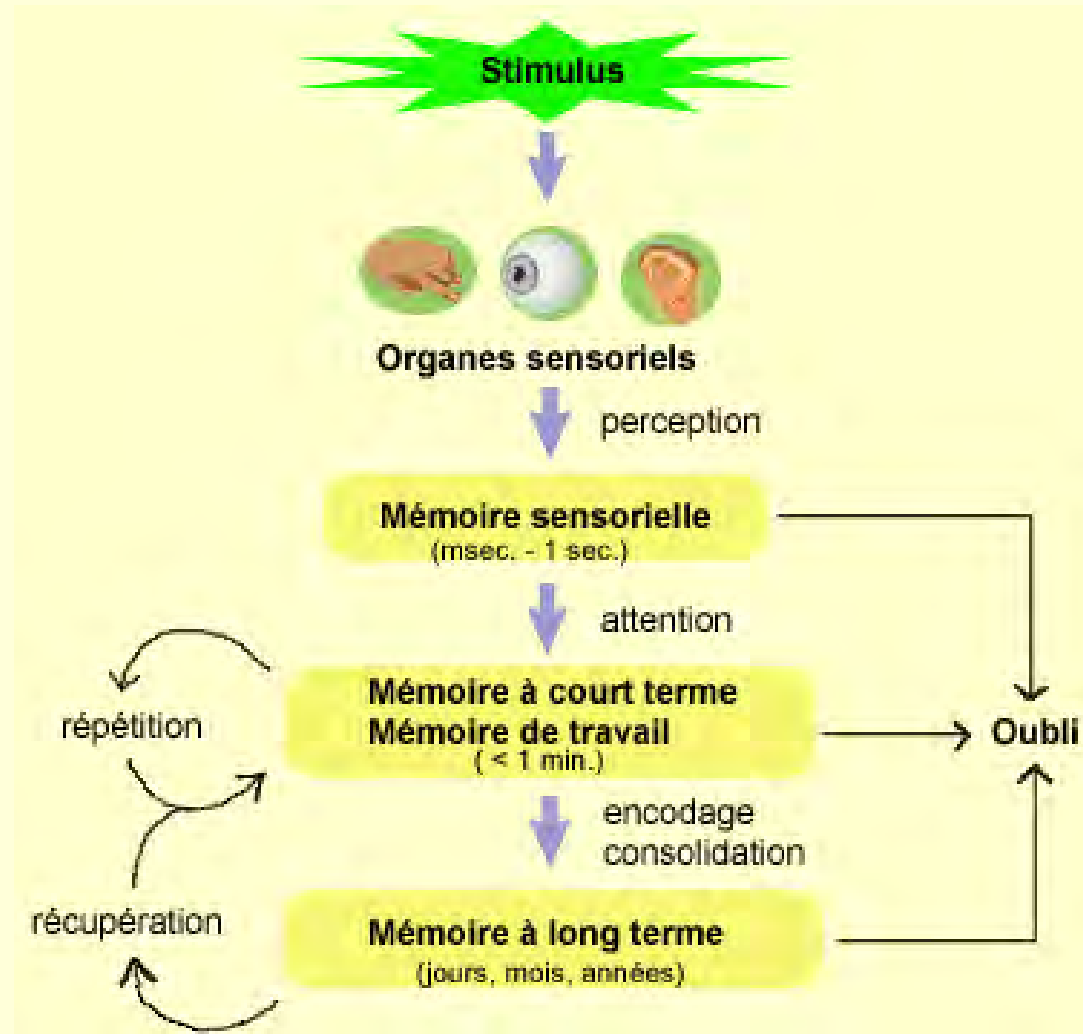 Stimulus
Organes sensoriels
perception
Mémoire sensorielle
(msec. - 1 sec.)
attention
Mémoire à court terme
Mémoire de travail
( < 1 min.)
répétition
Oubli
encodage
consolidation
récupération
Mémoire à long terme
(jours, mois, années)